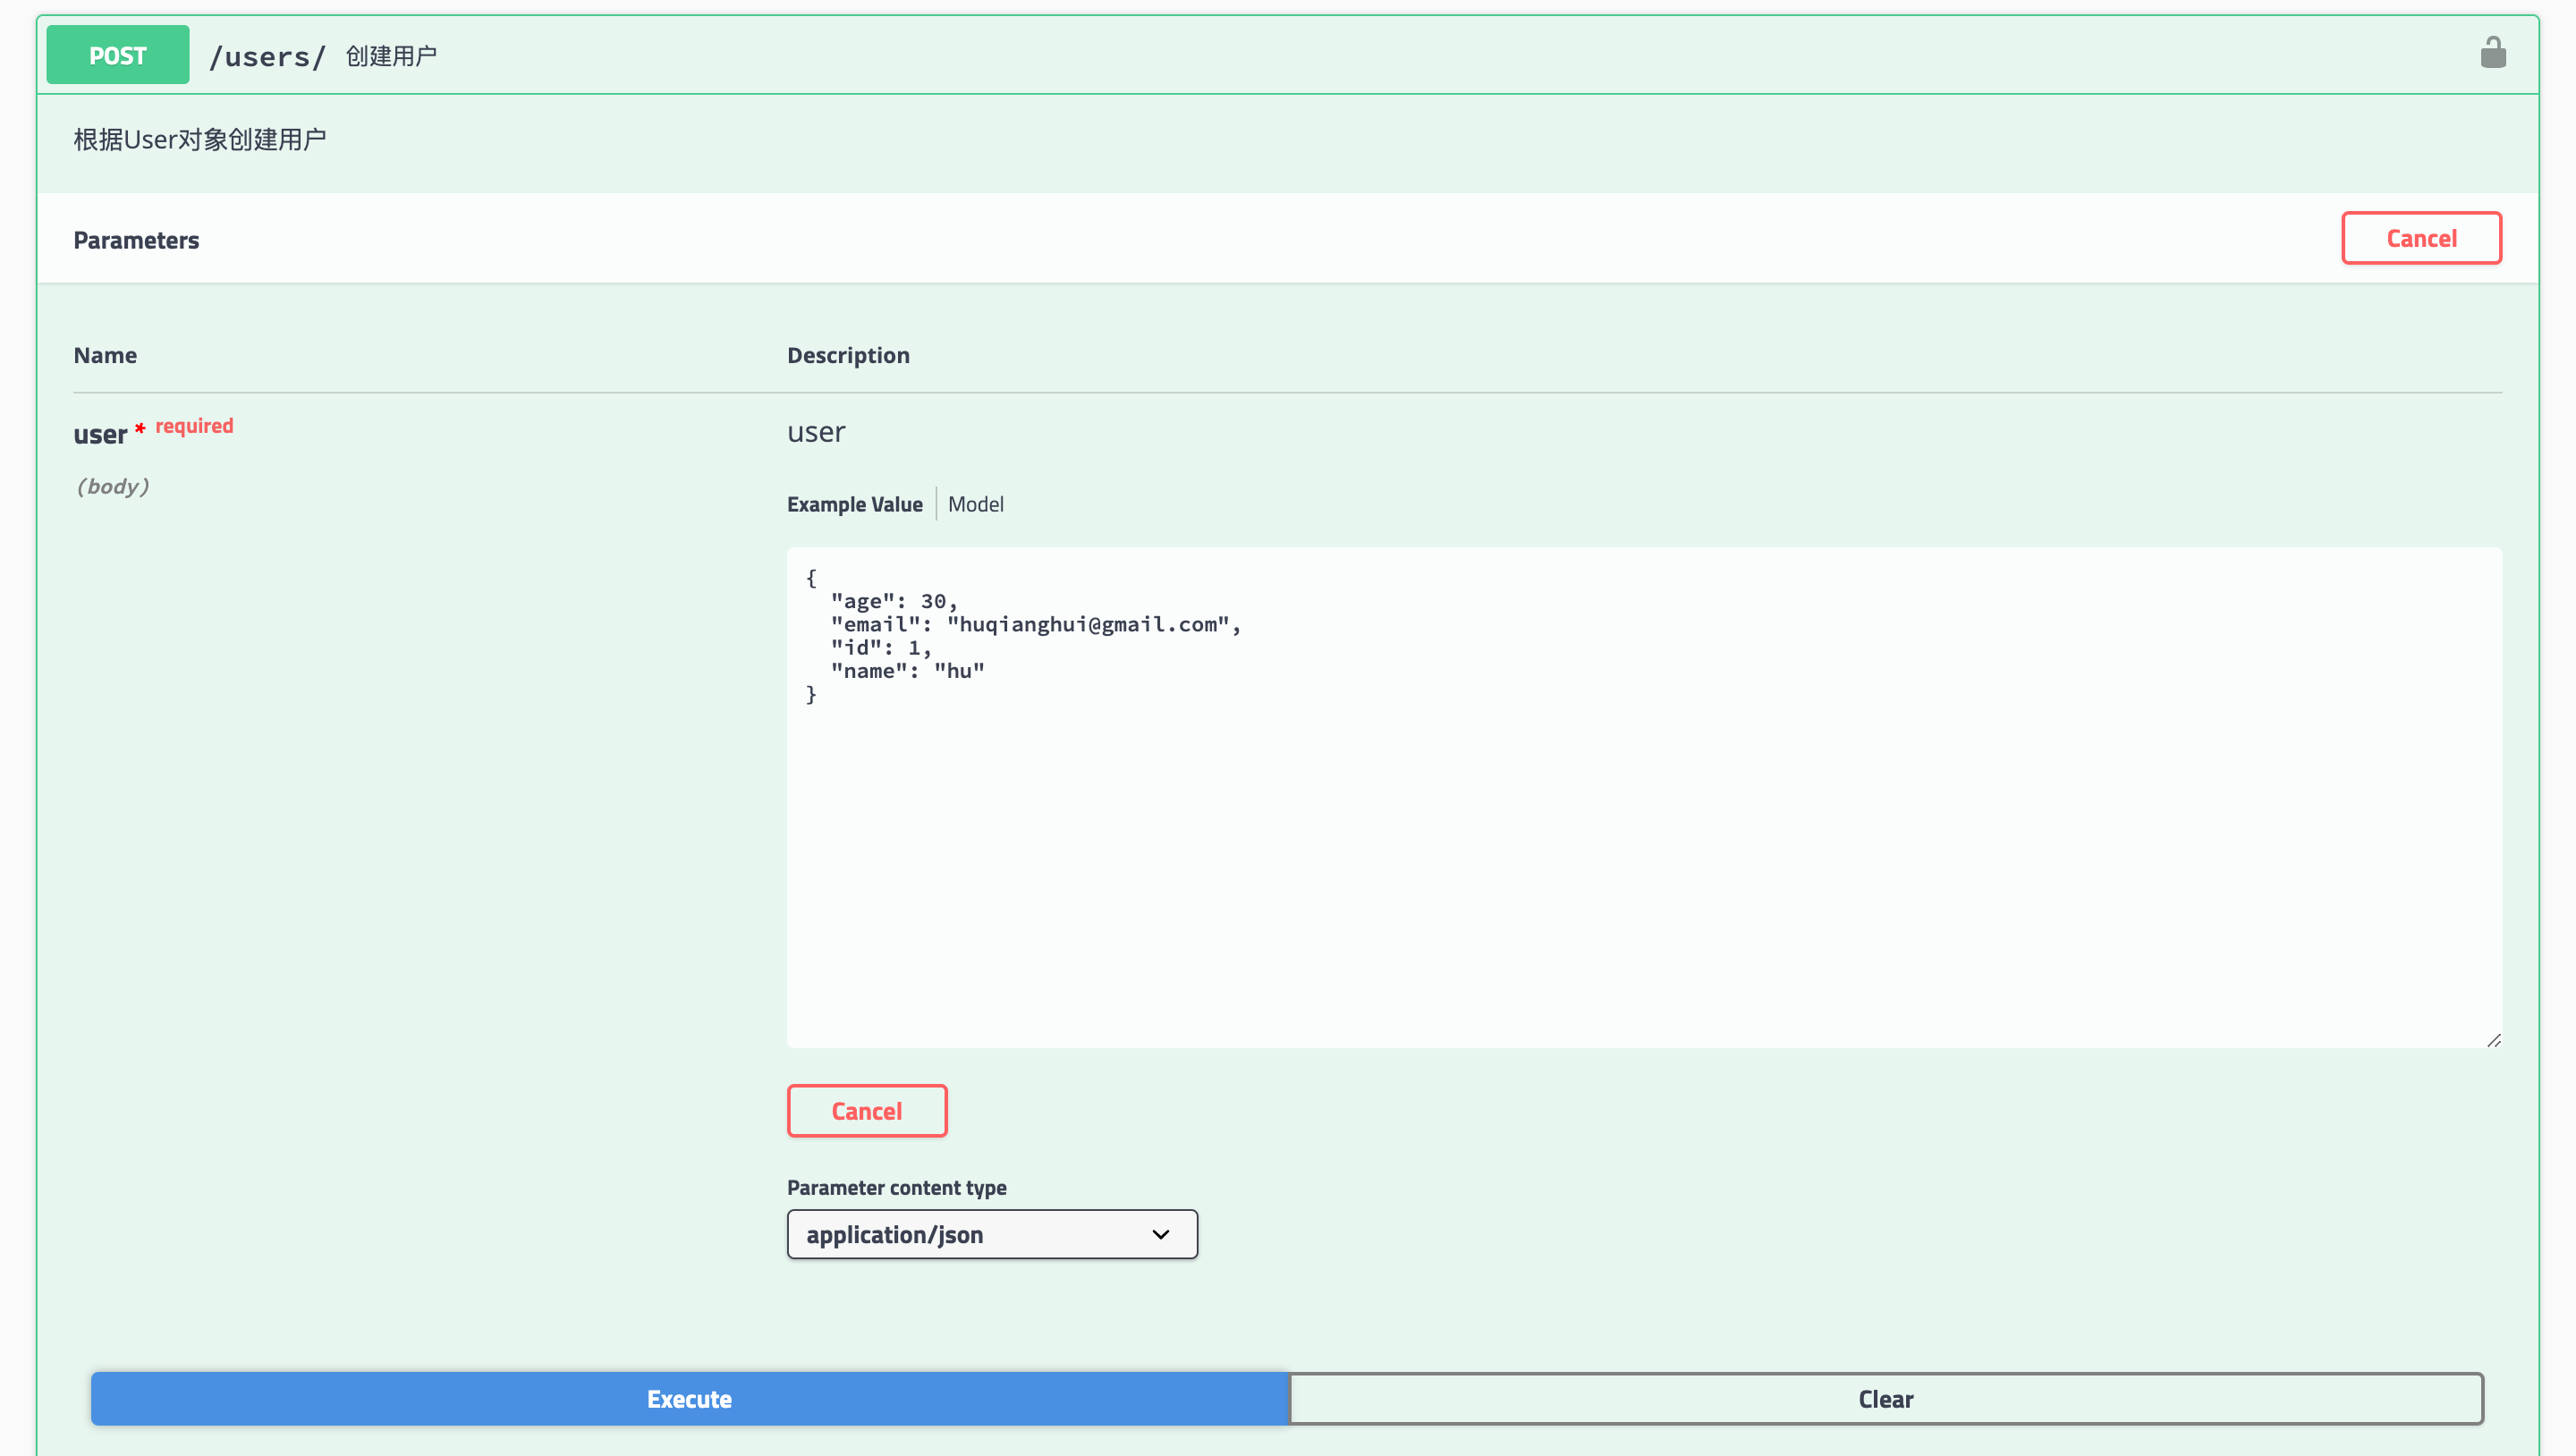 POST /users/ 创建用户
根据User对象创建用户
Parameters Cancel
Name Description
user * required user
(body)
Example Value Model
{
  "age": 30,
  "email": "huqianghui@gmail.com",
  "id": 1,
  "name": "hu"
}
Cancel
Parameter content type
application/json
Execute Clear